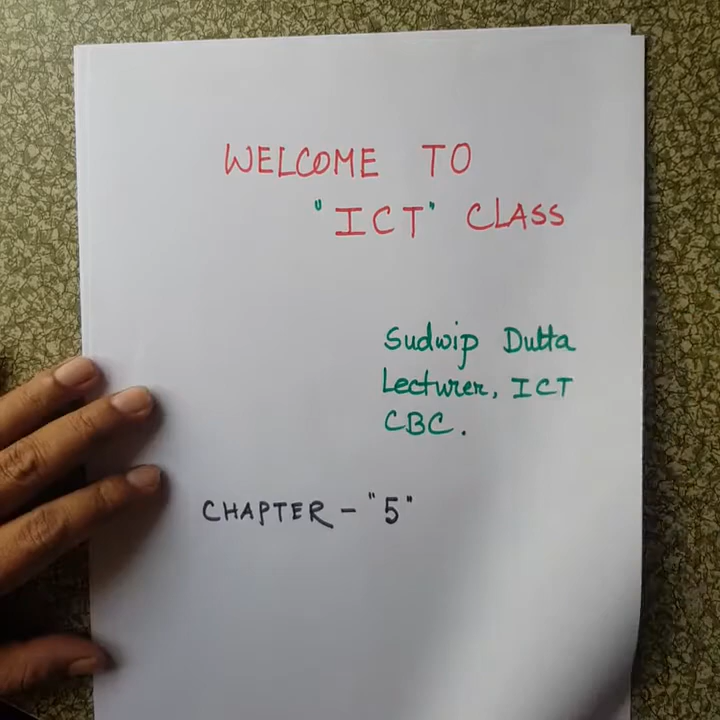 WELCOME TO
"ICT" CLASS
Sudwip Dutta
Lecturer, ICT
CBC.
CHAPTER - "5"